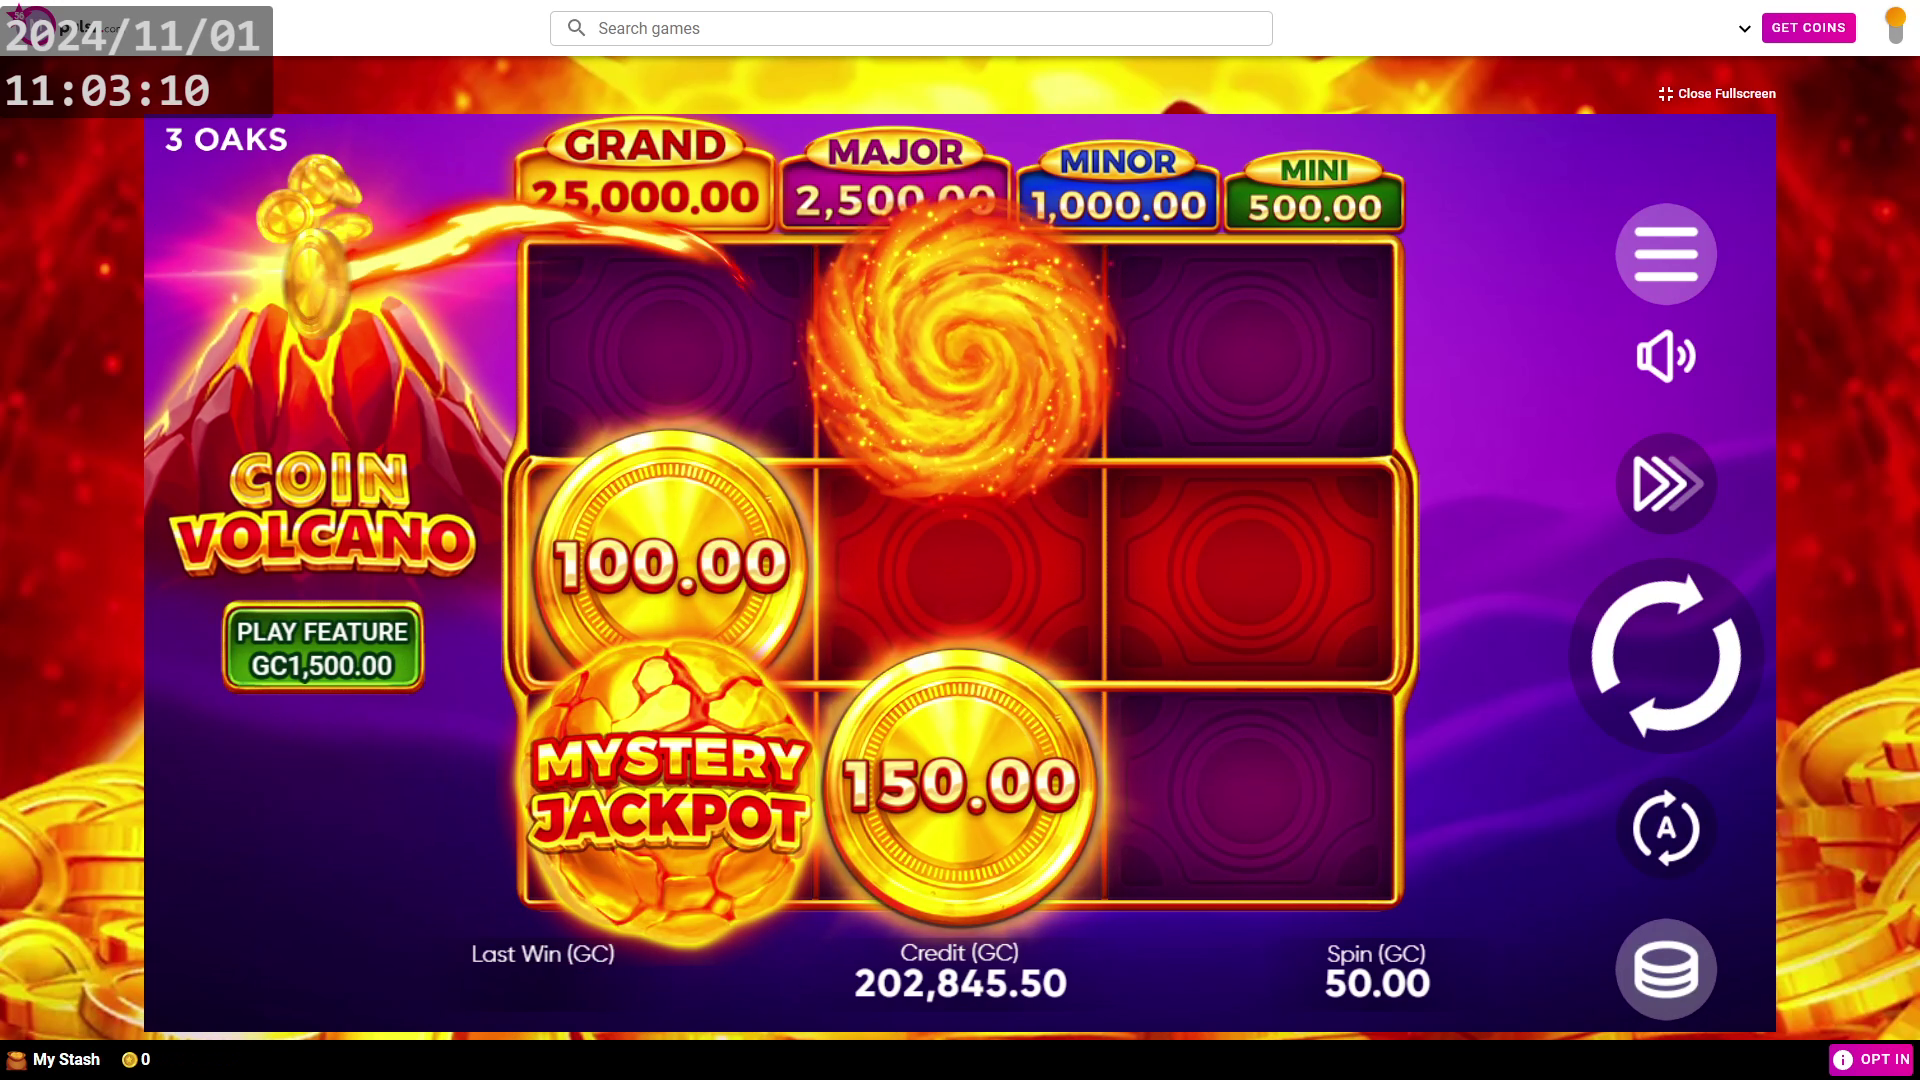 2024/11/01
11:03:10
Search games
GET COINS
Close Fullscreen
3 OAKS
GRAND
25,000.00
MAJOR
2,500.00
MINOR
1,000.00
MINI
500.00
COIN
VOLCANO
PLAY FEATURE
GC1,500.00
100.00
MYSTERY
JACKPOT
150.00
A
Last Win (GC)
Credit (GC)
202,845.50
Spin (GC)
50.00
My Stash
0
OPT IN